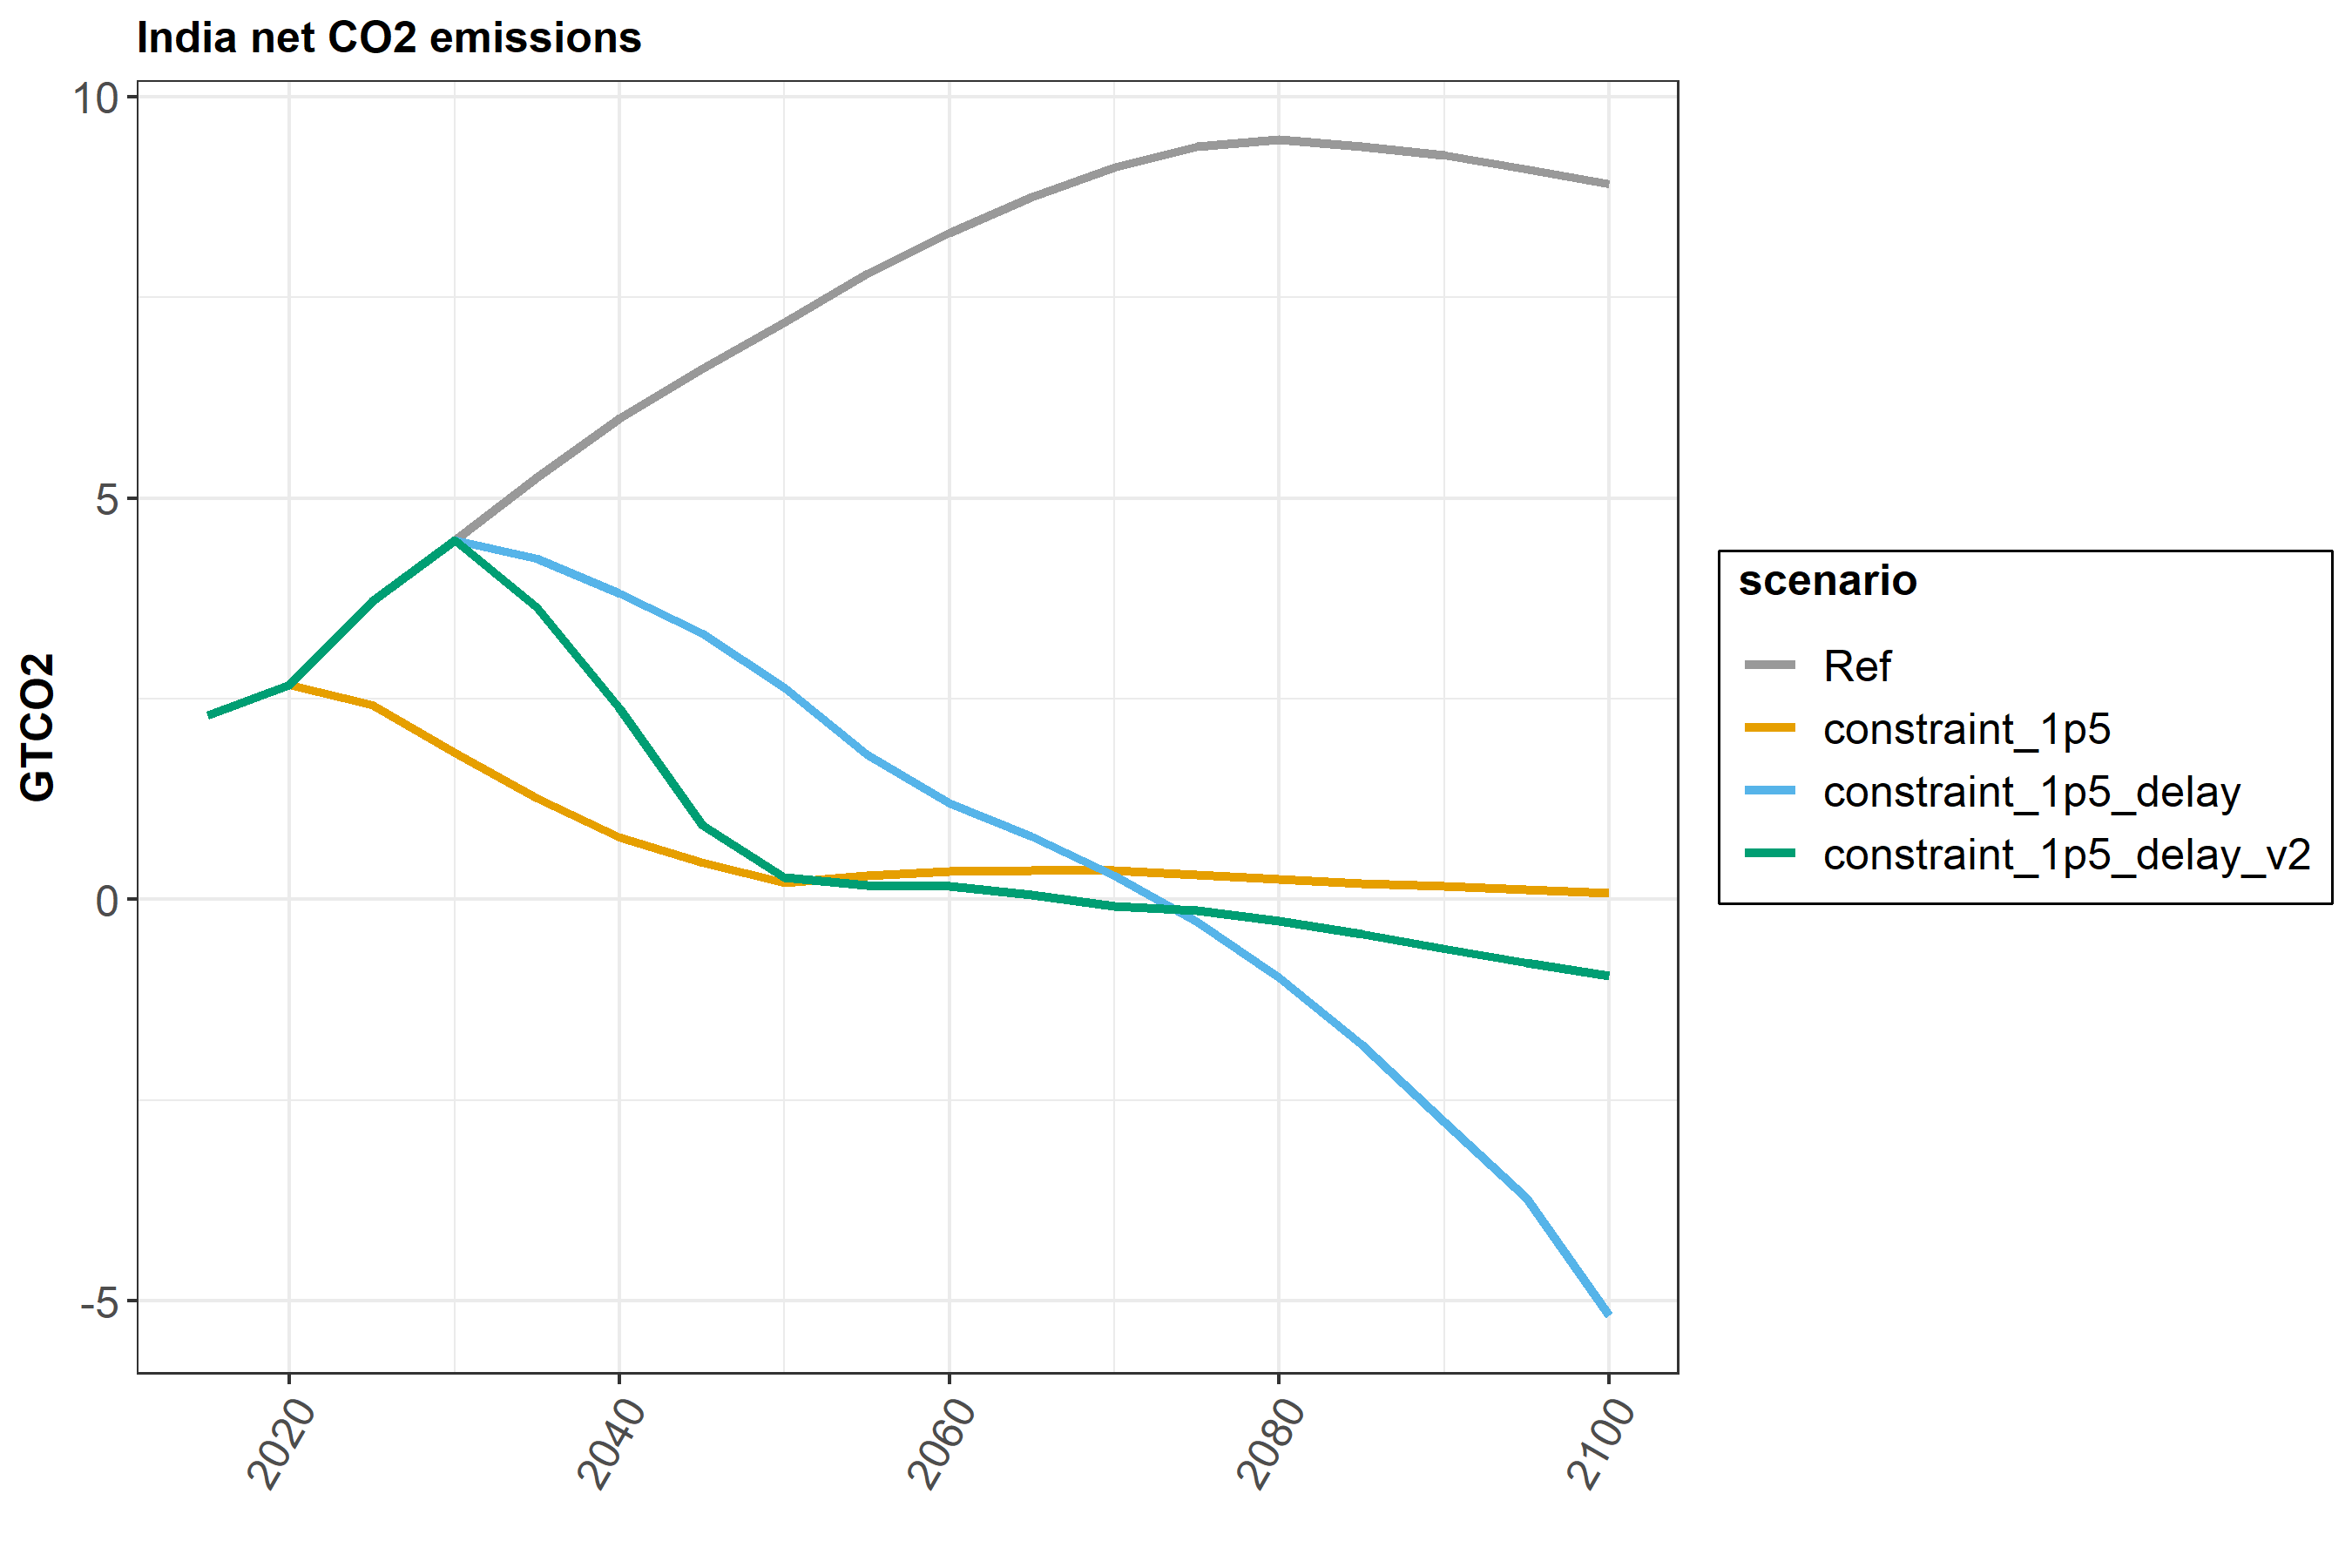 India net CO2 emissions
10
5
0
-5
GTCO2
2020
2040
2060
2080
2100
scenario
Ref
constraint_1p5
constraint_1p5_delay
constraint_1p5_delay_v2